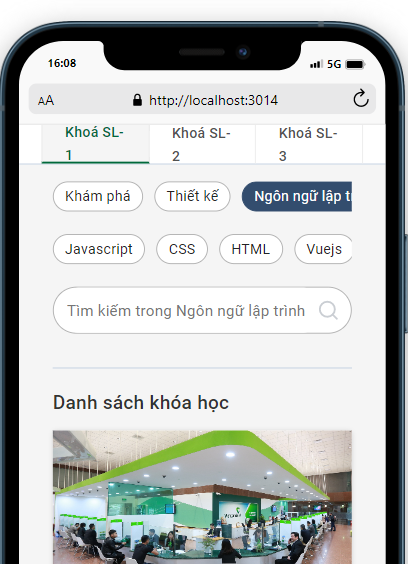 16:08
5G
AA
http://localhost:3014
Khoá SL-
1
Khoá SL-
2
Khoá SL-
3
Khám phá
Thiết kế
Ngôn ngữ lập
Javascript
CSS
HTML
Vuejs
Tìm kiếm trong Ngôn ngữ lập trình
Danh sách khóa học